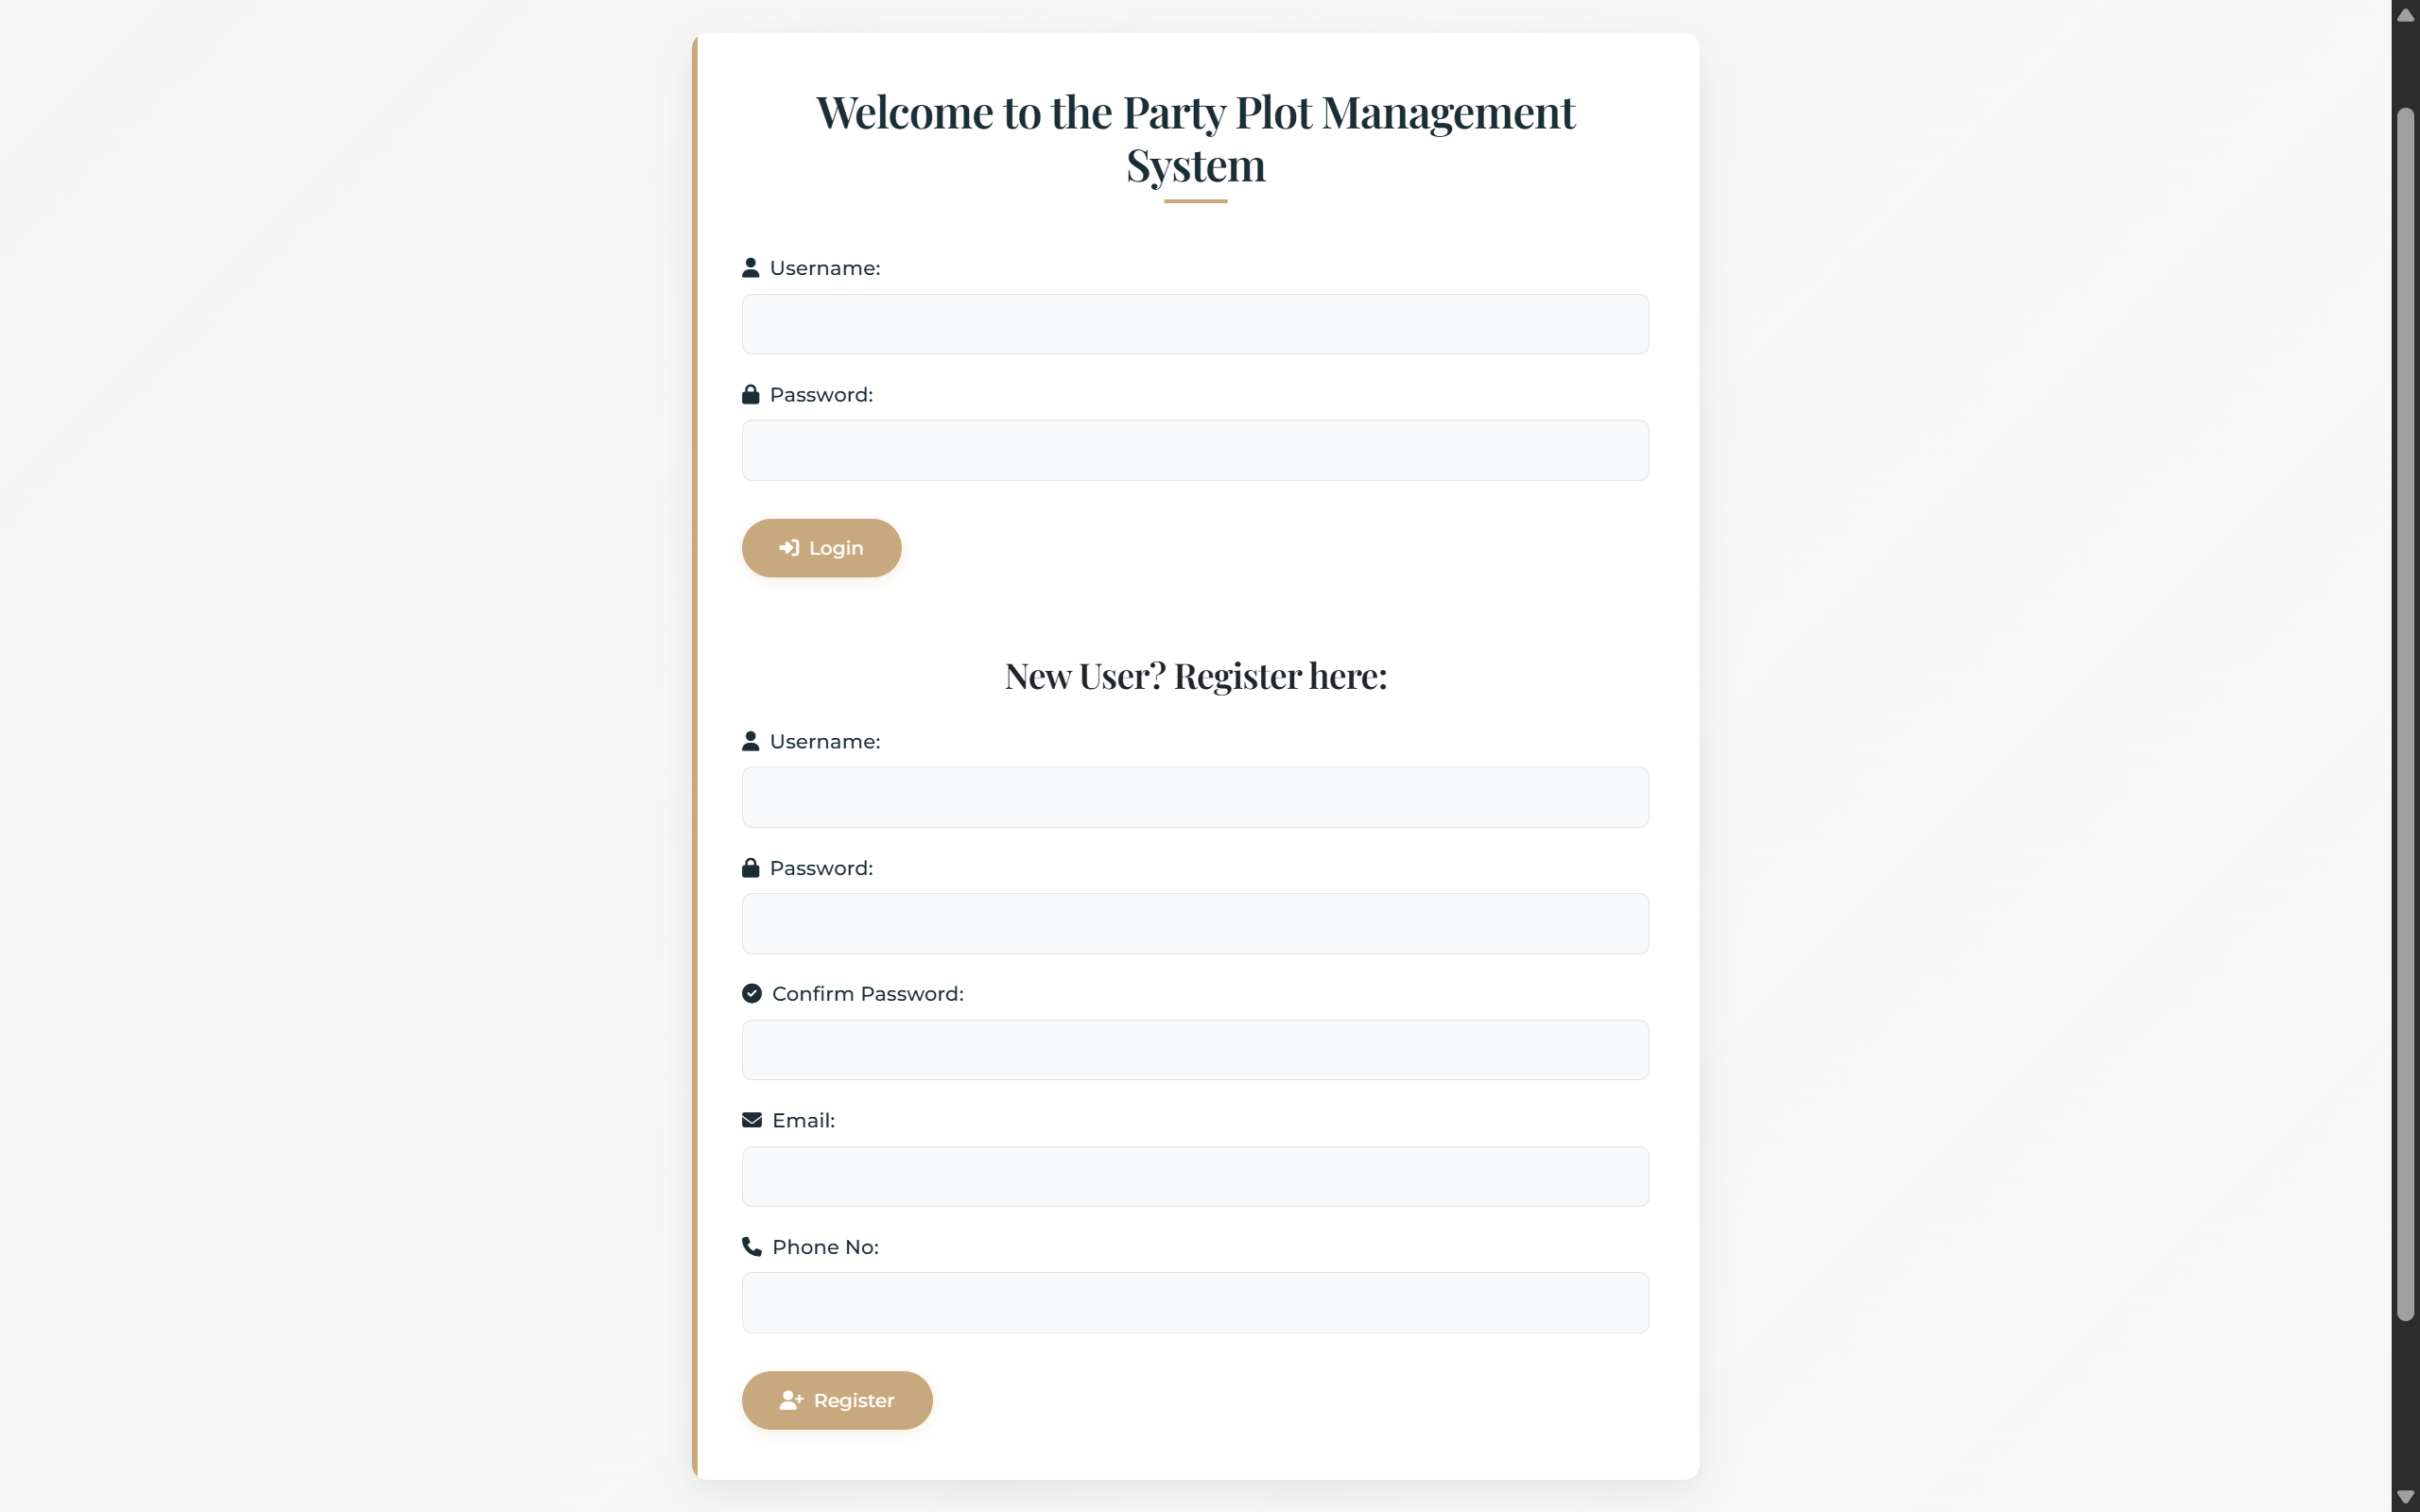 Welcome to the Party Plot Management
System
Username:
Password:
Login
New User? Register here:
Username:
Password:
Confirm Password:
Email:
Phone No:
Register